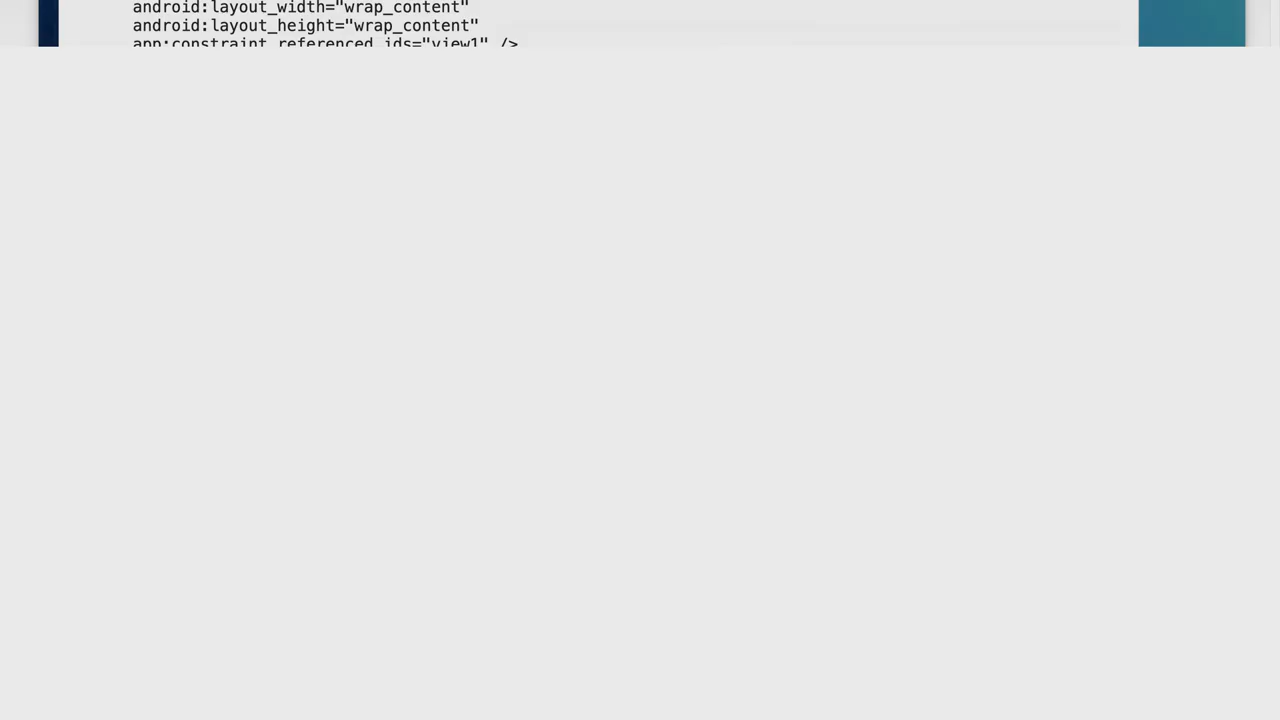 android:layout_width="wrap_content"
android:layout_height="wrap_content"
app:constraint_referenced_ids="view1" />